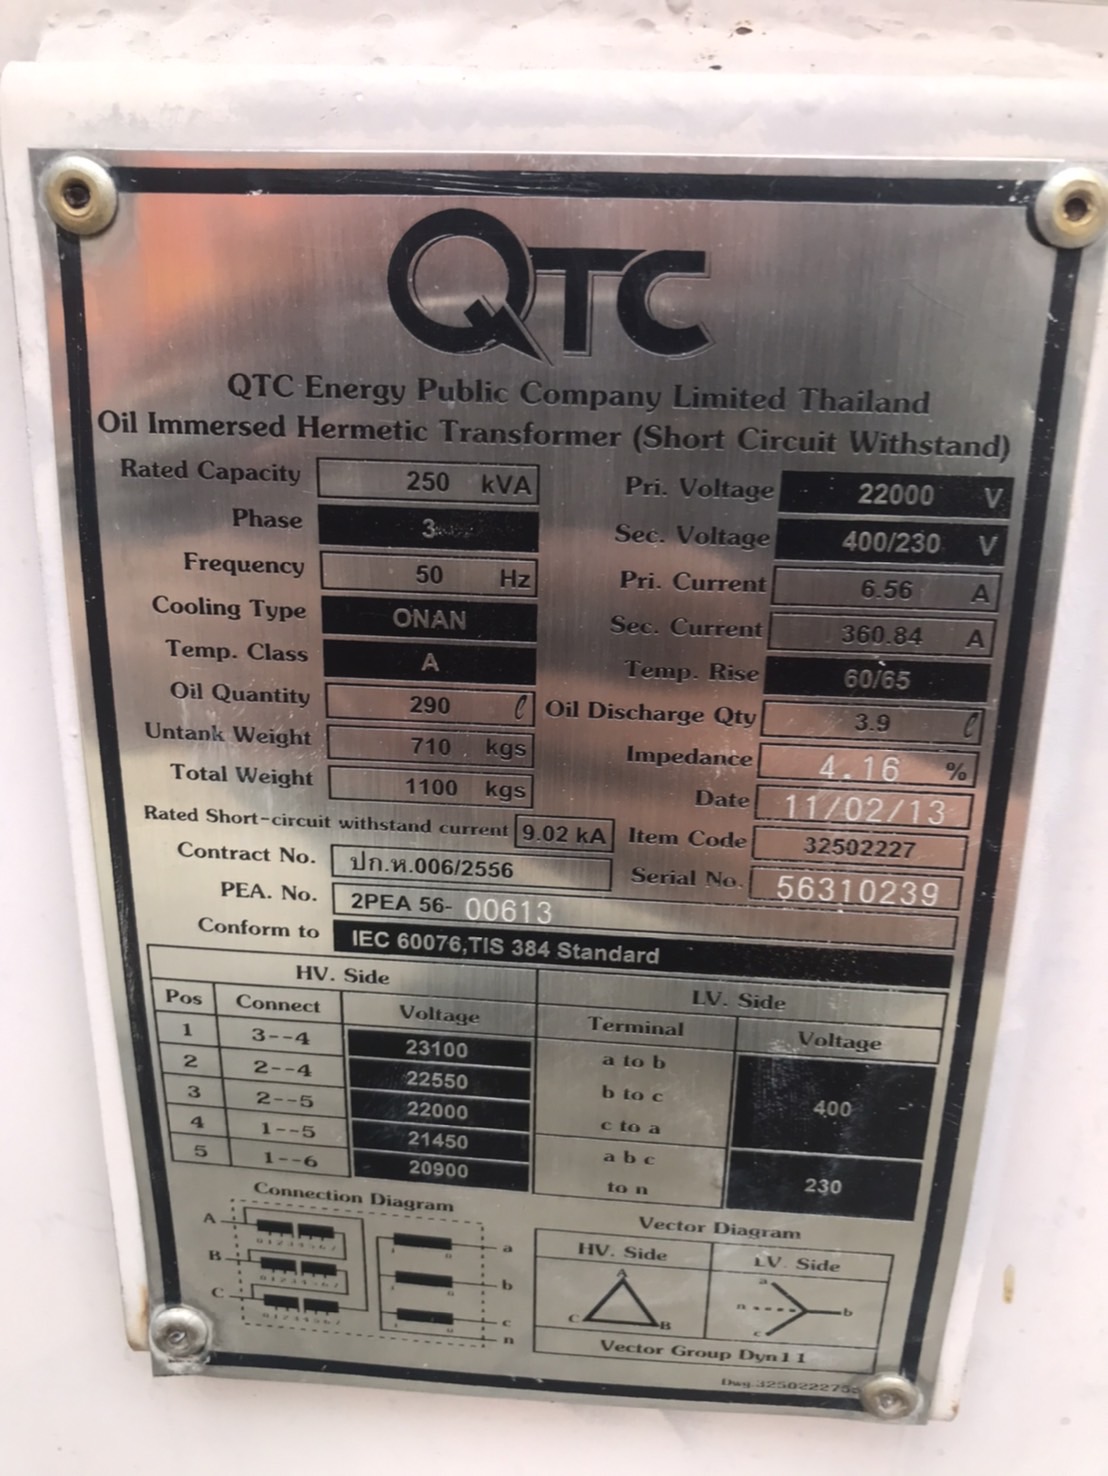 QTC
QTC Energy Public Company Limited Thailand
Oil Immersed Hermetic Transformer (Short Circuit Withstand)
Rated Capacity 250 kVA
Phase 3
Frequency 50 Hz
Cooling Type ONAN
Temp. Class A
Oil Quantity 290 ℓ
Untank Weight 710 kgs
Total Weight 1100 kgs
Pri. Voltage 22000 V
Sec. Voltage 400/230 V
Pri. Current 6.56 A
Sec. Current 360.84 A
Temp. Rise 60/65
Oil Discharge Qty 3.9 ℓ
Impedance 4.16 %
Date 11/02/13
Rated Short-circuit withstand current 9.02 kA
Item Code 32502227
Contract No. ปก.ห.006/2556
Serial No. 56310239
PEA. No. 2PEA 56- 00613
Conform to IEC 60076,TIS 384 Standard
HV. Side
Pos Connect Voltage
1 3--4 23100
2 2--4 22550
3 2--5 22000
4 1--5 21450
5 1--6 20900
LV. Side
Terminal Voltage
a to b
b to c 400
c to a
a b c
to n 230
Connection Diagram
A a
B b
C c
n
Vector Diagram
HV. Side LV. Side
A
C B
a
n b
c
Vector Group Dyn11